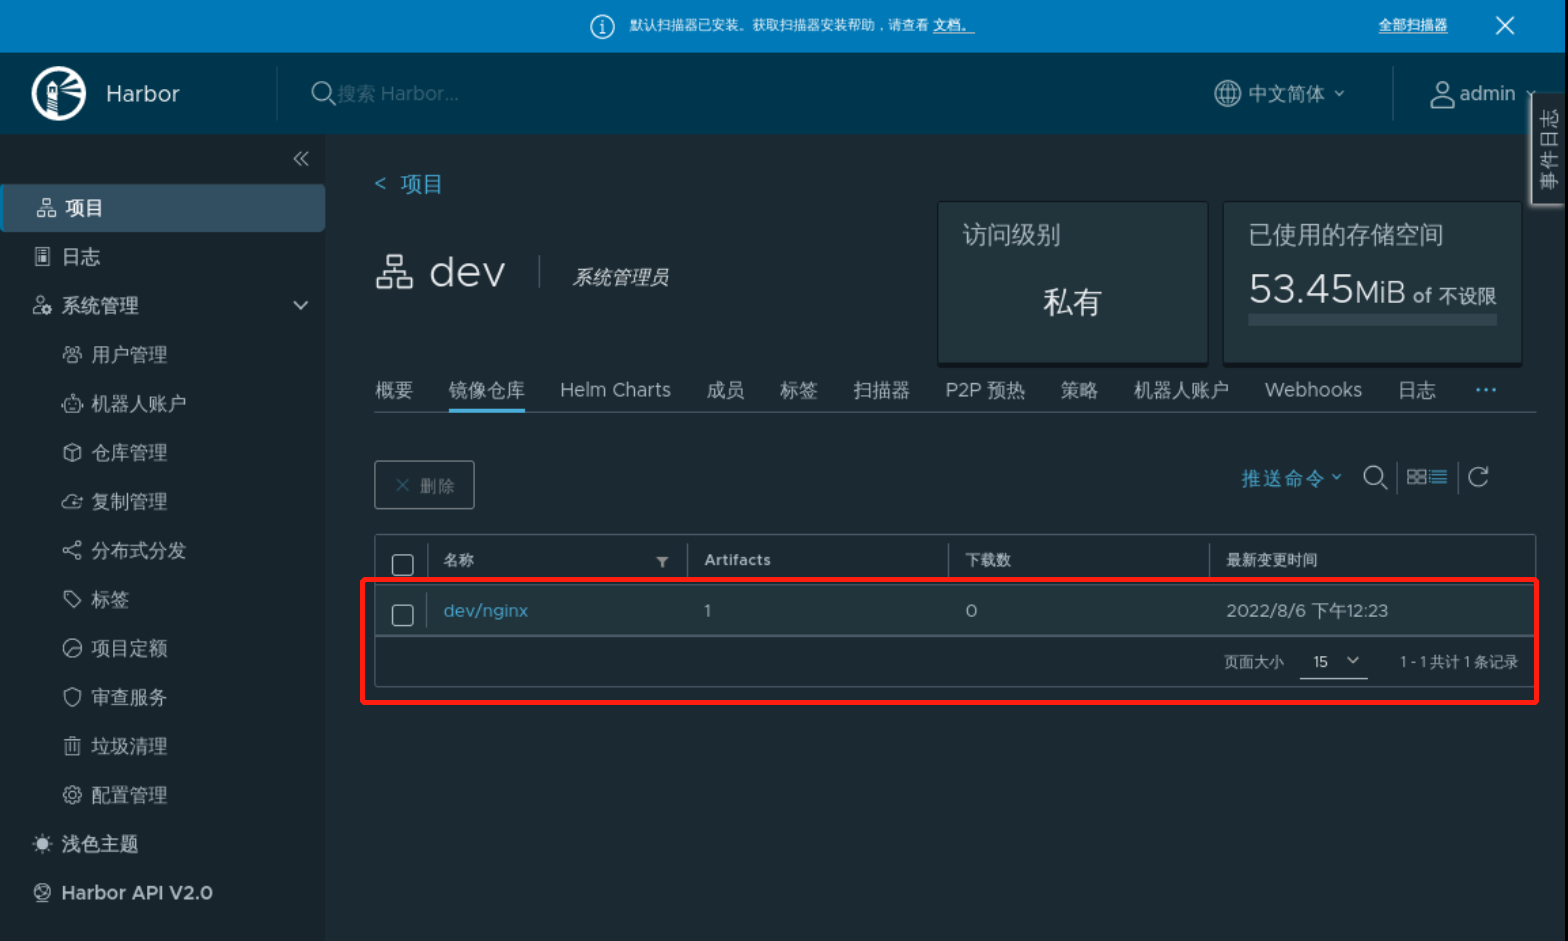 默认扫描器已安装。获取扫描器安装帮助，请查看 文档。
全部扫描器
Harbor
搜索 Harbor...
中文简体
admin
事件日志
项目
日志
系统管理
用户管理
机器人账户
仓库管理
复制管理
分布式分发
标签
项目定额
审查服务
垃圾清理
配置管理
浅色主题
Harbor API V2.0
< 项目
dev
系统管理员
访问级别
私有
已使用的存储空间
53.45MiB of 不设限
概要 镜像仓库 Helm Charts 成员 标签 扫描器 P2P 预热 策略 机器人账户 Webhooks 日志 ...
删除
推送命令
名称 Artifacts 下载数 最新变更时间
dev/nginx 1 0 2022/8/6 下午12:23
页面大小 15 1 - 1 共计 1 条记录